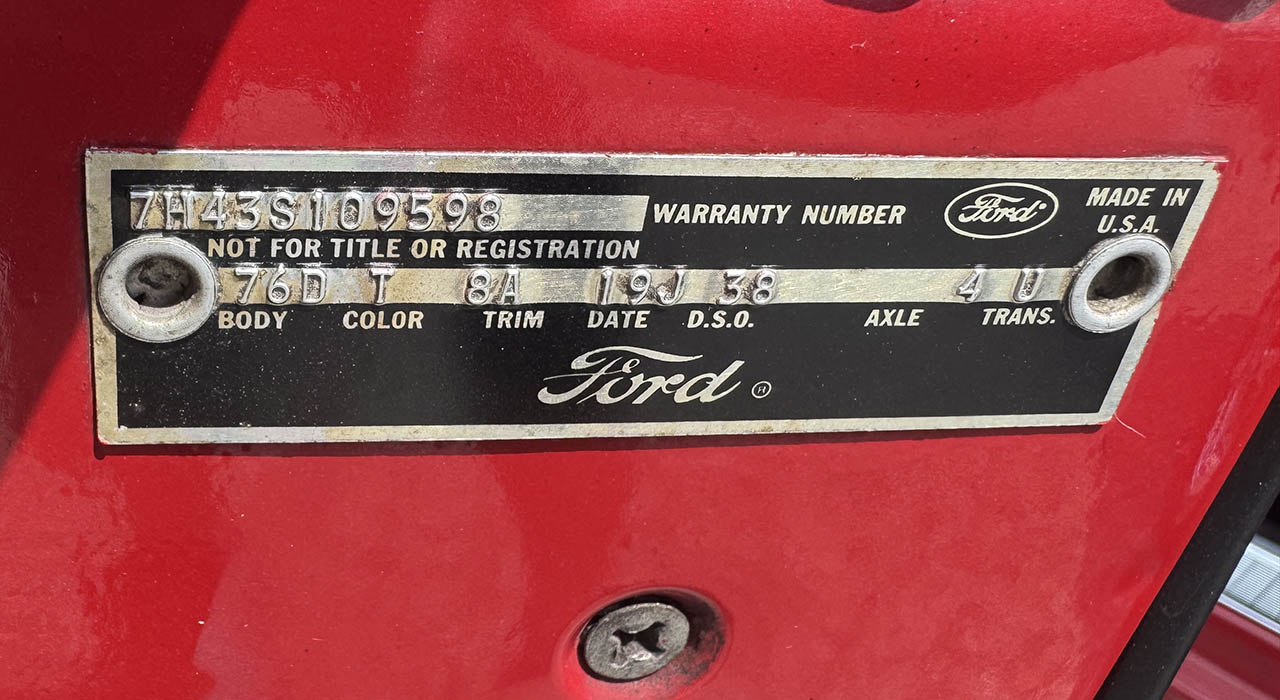 7H43S109598 WARRANTY NUMBER Ford MADE IN
U.S.A.
NOT FOR TITLE OR REGISTRATION
76D T 8A 19J 38 4 U
BODY COLOR TRIM DATE D.S.O. AXLE TRANS.
Ford ®